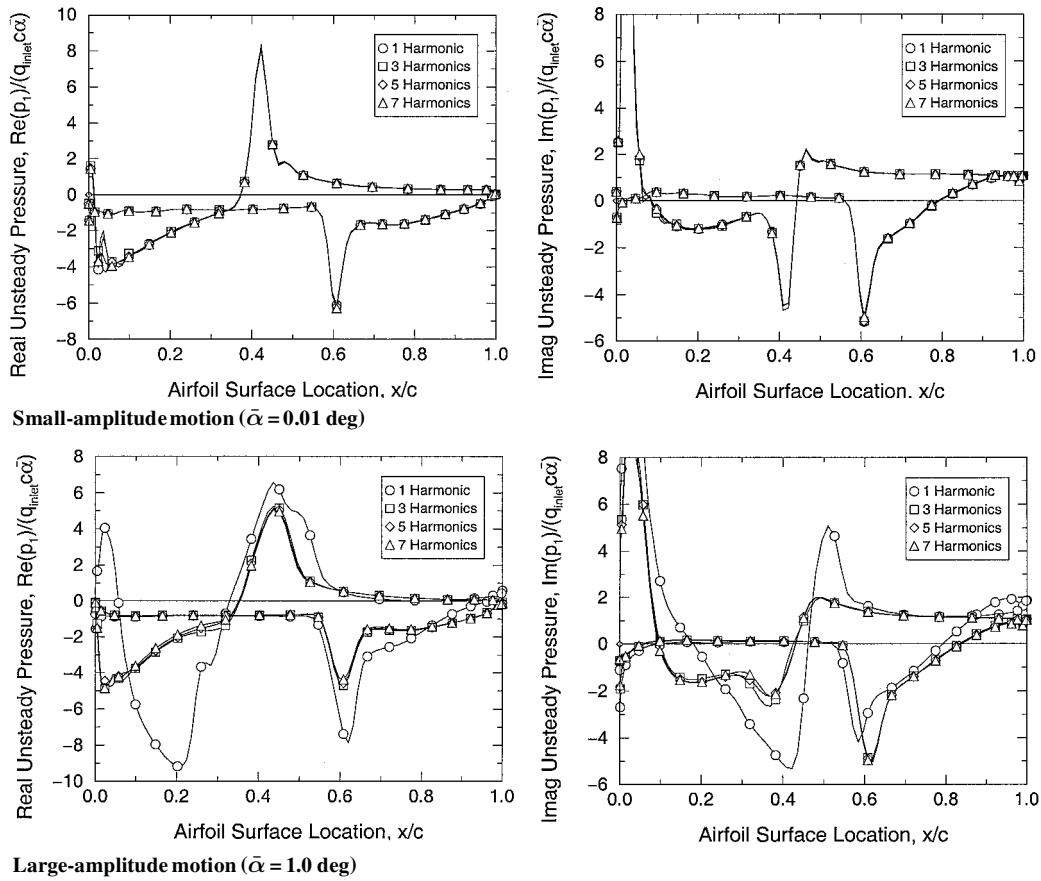 Real Unsteady Pressure, Re(p₁)/(q_inlet cᾱ)
8
6
4
2
0
−2
−4
−6
−8
1 Harmonic
3 Harmonics
5 Harmonics
7 Harmonics
0.0 0.2 0.4 0.6 0.8 1.0
Airfoil Surface Location, x/c
Imag Unsteady Pressure, Im(p₁)/(q_inlet cᾱ)
8
6
4
2
0
−2
−4
−6
1 Harmonic
3 Harmonics
5 Harmonics
7 Harmonics
0.0 0.2 0.4 0.6 0.8 1.0
Airfoil Surface Location. x/c
Small-amplitude motion (ᾱ = 0.01 deg)
Real Unsteady Pressure, Re(p₁)/(q_inlet cᾱ)
8
6
4
2
0
−2
−4
−6
−8
−10
1 Harmonic
3 Harmonics
5 Harmonics
7 Harmonics
0.0 0.2 0.4 0.6 0.8 1.0
Airfoil Surface Location, x/c
Imag Unsteady Pressure, Im(p₁)/(q_inlet cᾱ)
8
6
4
2
0
−2
−4
−6
1 Harmonic
3 Harmonics
5 Harmonics
7 Harmonics
0.0 0.2 0.4 0.6 0.8 1.0
Airfoil Surface Location, x/c
Large-amplitude motion (ᾱ = 1.0 deg)